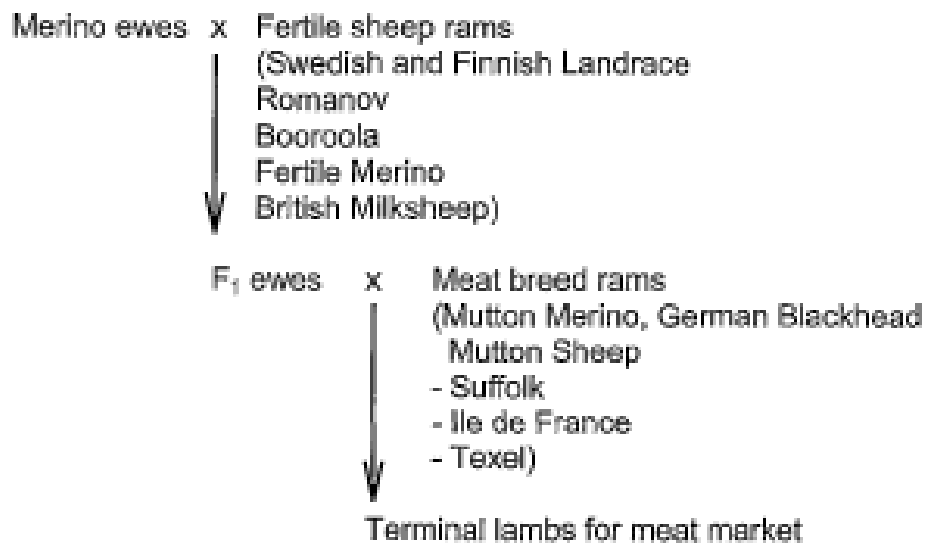 Merino ewes x Fertile sheep rams
(Swedish and Finnish Landrace
Romanov
Booroola
Fertile Merino
British Milksheep)
F₁ ewes x Meat breed rams
(Mutton Merino, German Blackhead
Mutton Sheep
- Suffolk
- Ile de France
- Texel)
Terminal lambs for meat market